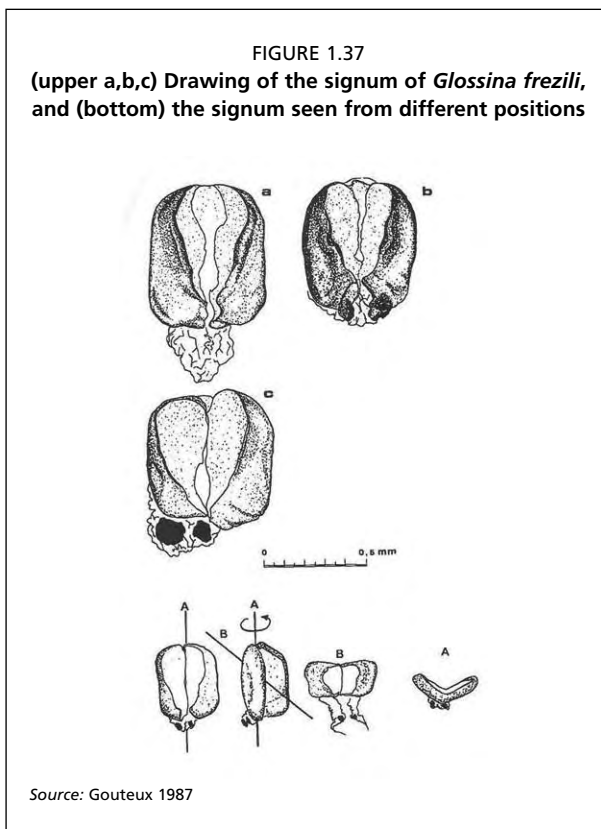 FIGURE 1.37
(upper a,b,c) Drawing of the signum of Glossina frezili,
and (bottom) the signum seen from different positions
a
b
c
0 0,5 mm
A
A
B
B
A
Source: Gouteux 1987